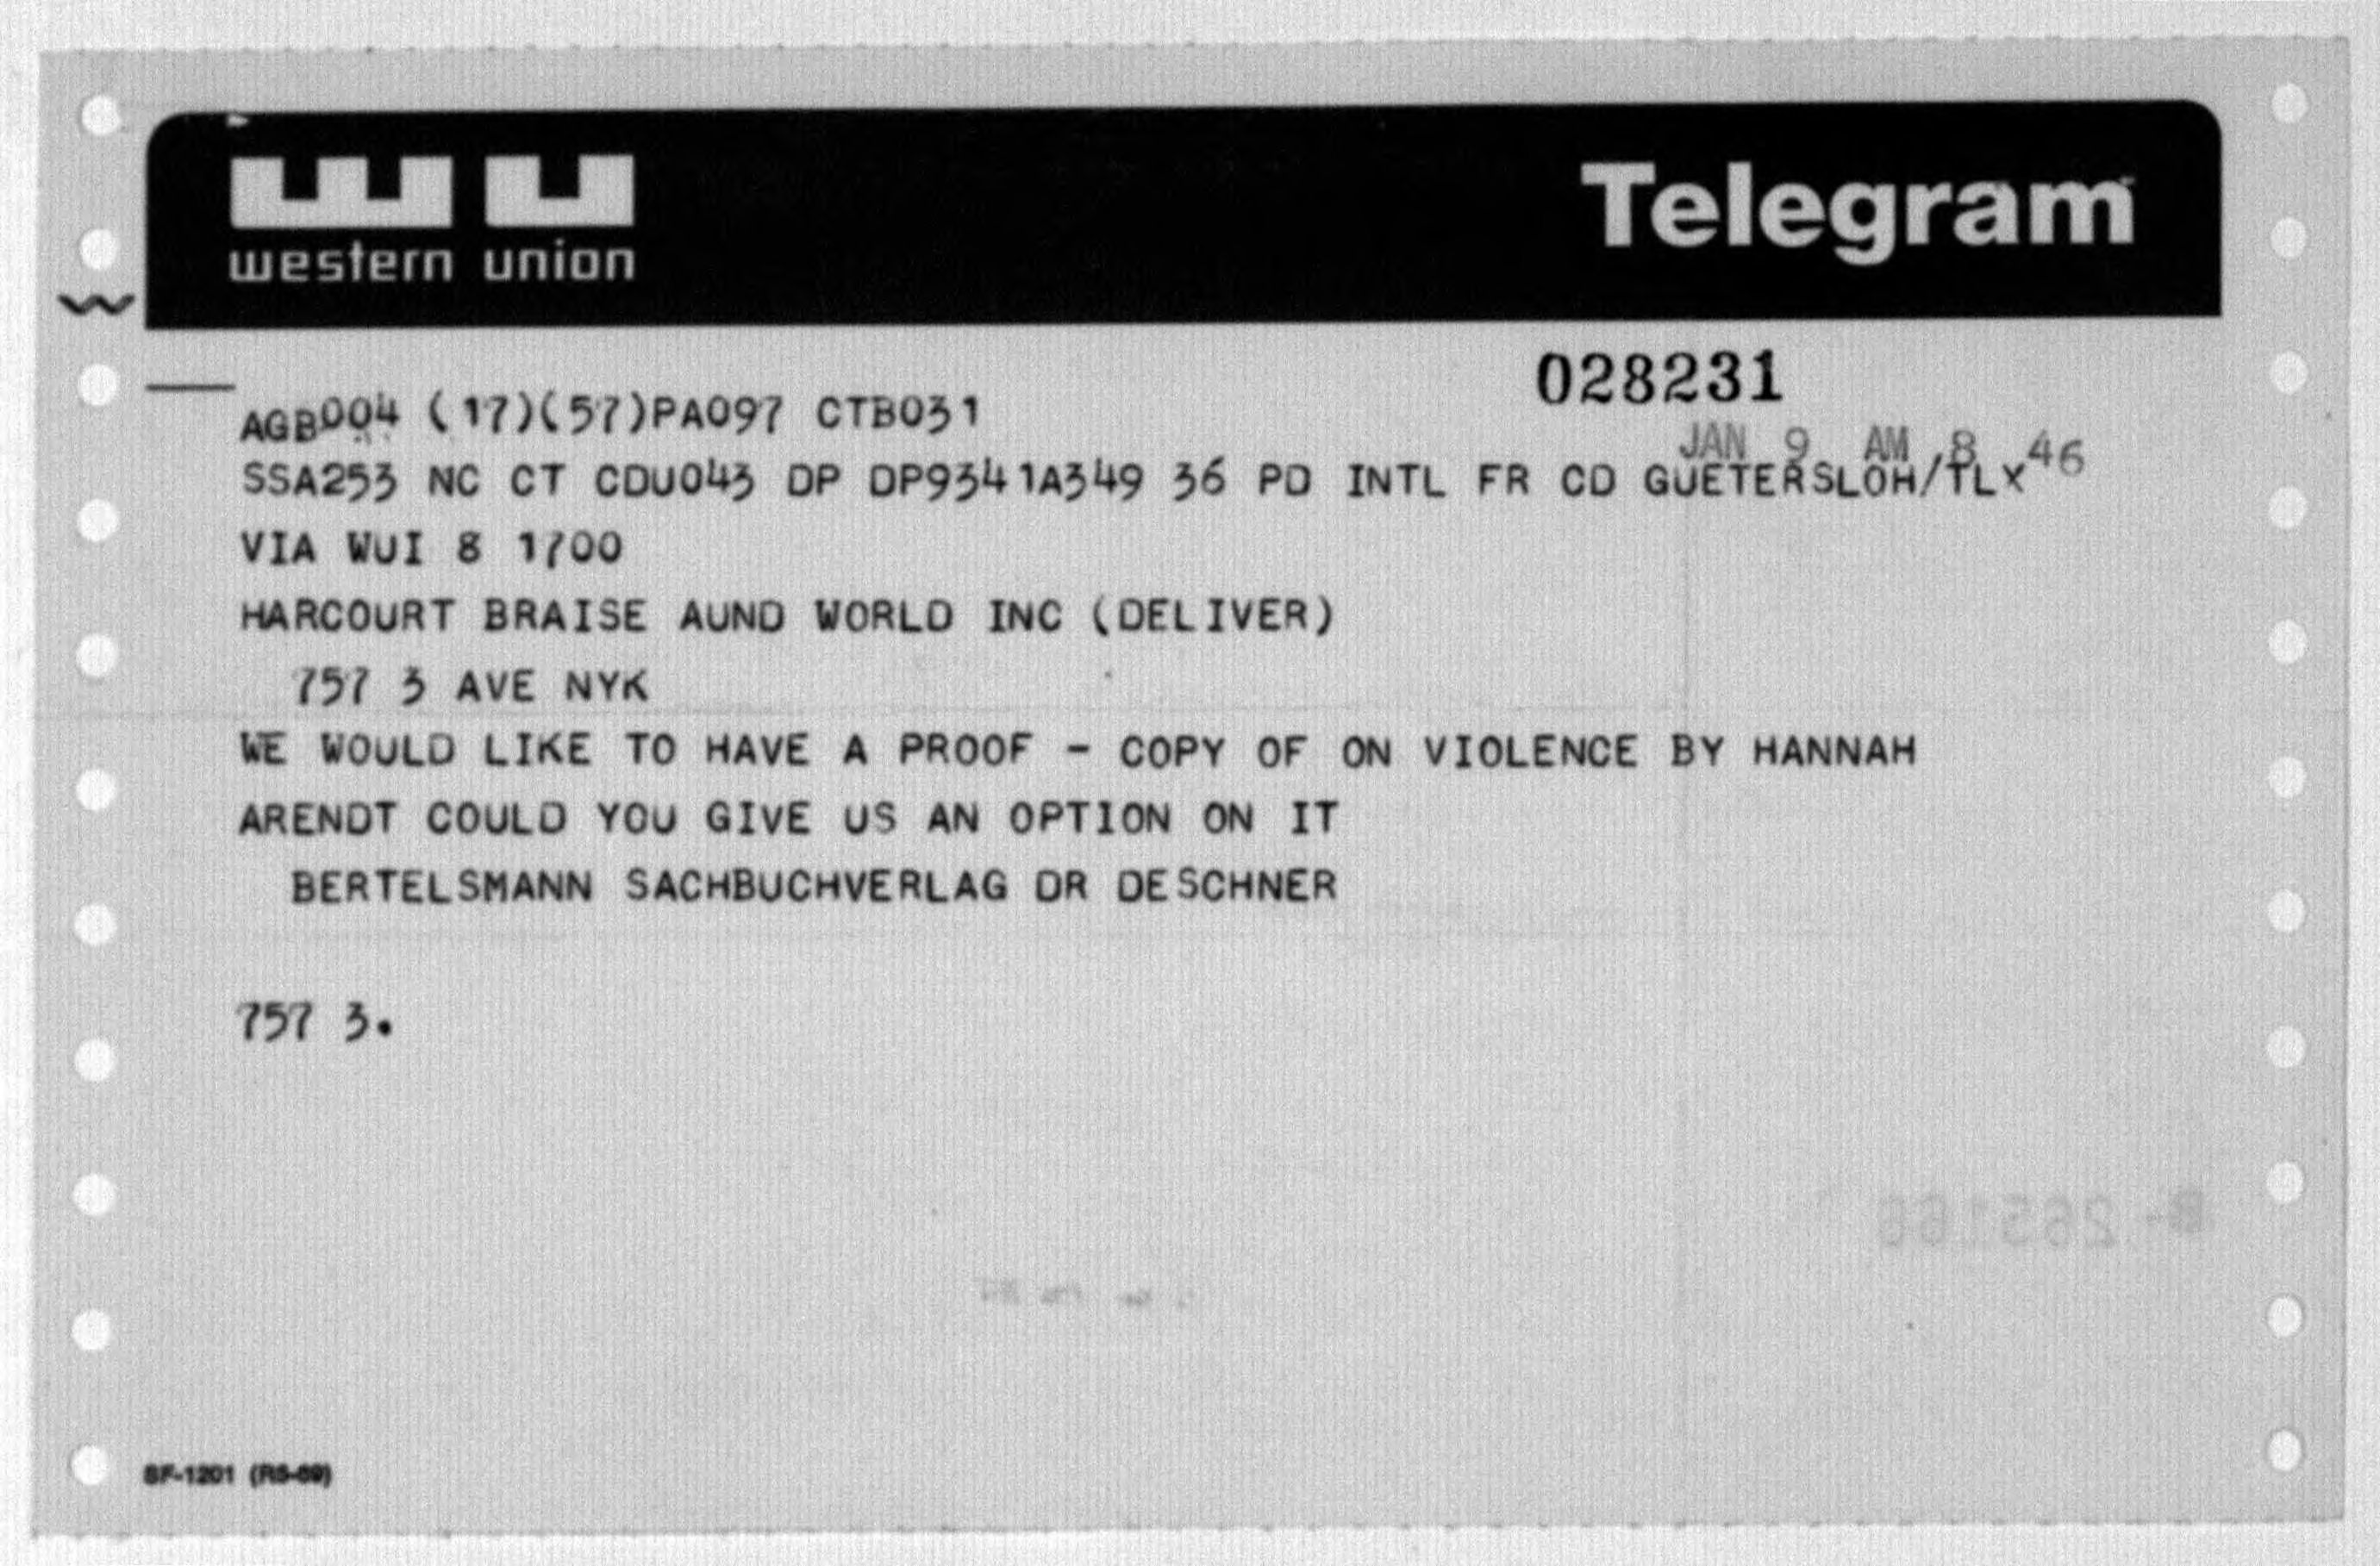 western union
Telegram
028231
AGB004 (17)(57)PA097 CTB031
JAN 9 AM 8 46
SSA253 NC CT CDU043 DP DP9341A349 36 PD INTL FR CD GUETERSLOH/TLX
VIA WUI 8 1700
HARCOURT BRAISE AUND WORLD INC (DELIVER)
757 3 AVE NYK
WE WOULD LIKE TO HAVE A PROOF - COPY OF ON VIOLENCE BY HANNAH
ARENDT COULD YOU GIVE US AN OPTION ON IT
BERTELSMANN SACHBUCHVERLAG DR DESCHNER
757 3.
SF-1201 (R5-69)